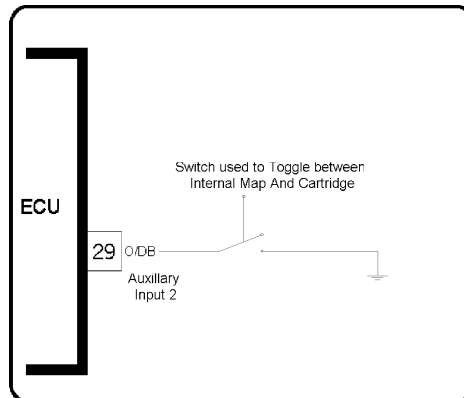 Switch used to Toggle between
Internal Map And Cartridge
ECU
29 O/DB
Auxillary
Input 2